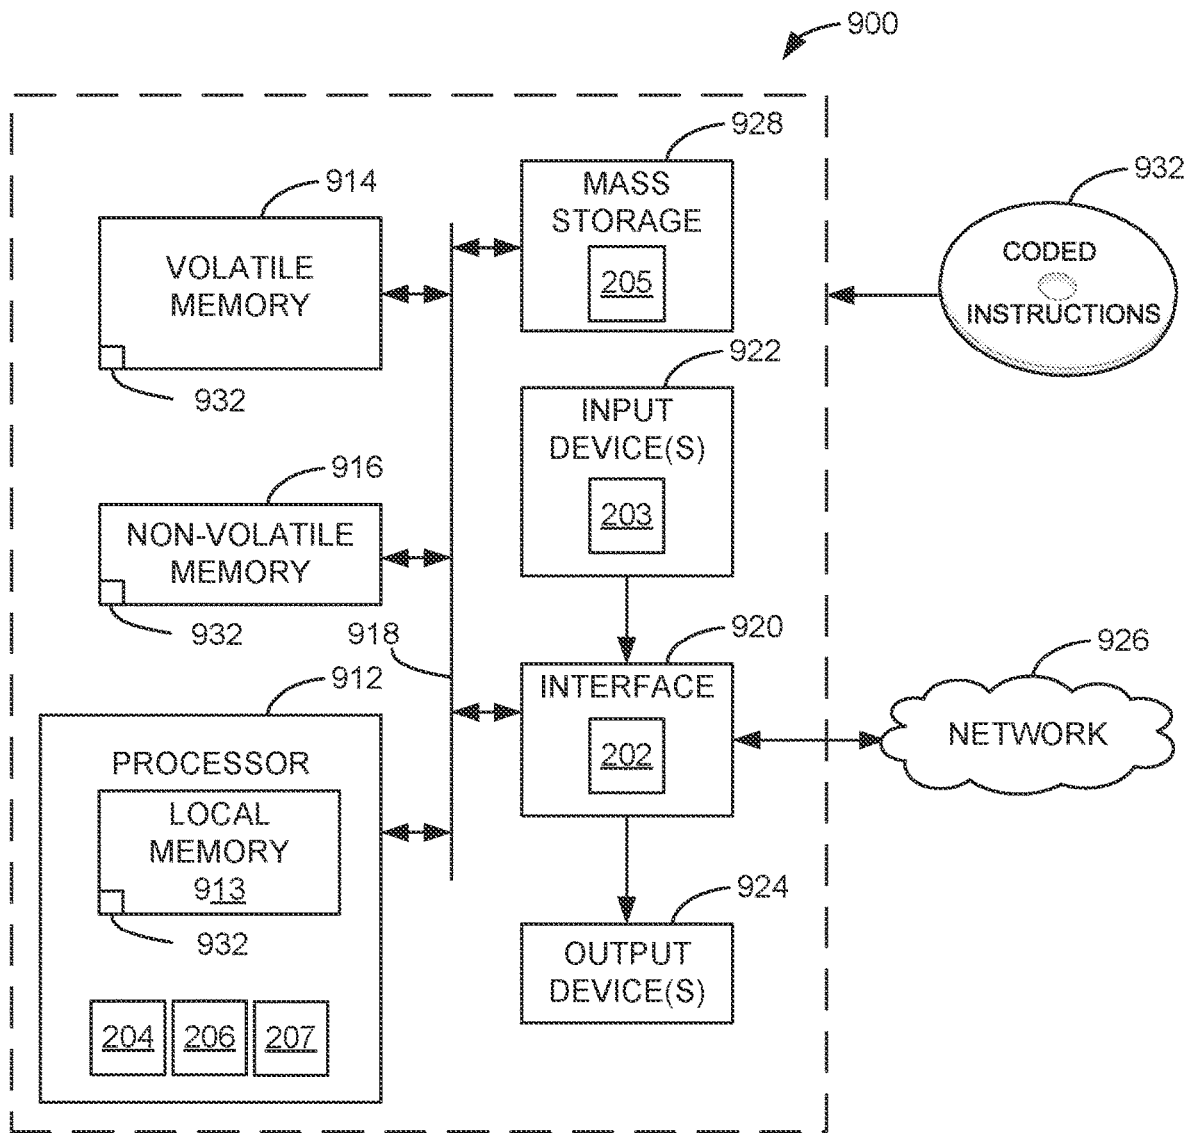 900
928
MASS
STORAGE
205
914
VOLATILE
MEMORY
932
932
CODED
INSTRUCTIONS
922
INPUT
DEVICE(S)
203
916
NON-VOLATILE
MEMORY
932
918
920
INTERFACE
202
926
NETWORK
912
PROCESSOR
LOCAL
MEMORY
913
932
204
206
207
924
OUTPUT
DEVICE(S)